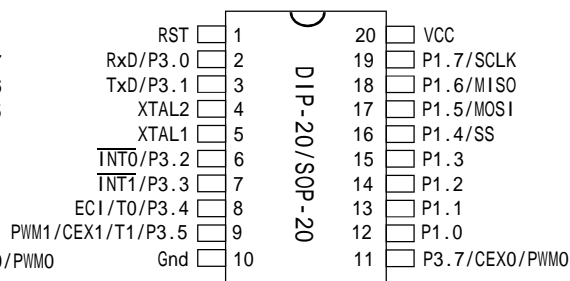 RST 1 20 VCC
RxD/P3.0 2 19 P1.7/SCLK
TxD/P3.1 3 18 P1.6/MISO
XTAL2 4 17 P1.5/MOSI
XTAL1 5 16 P1.4/SS
INT0/P3.2 6 15 P1.3
INT1/P3.3 7 14 P1.2
ECI/T0/P3.4 8 13 P1.1
PWM1/CEX1/T1/P3.5 9 12 P1.0
/PWM0 Gnd 10 11 P3.7/CEX0/PWM0
DIP-20/SOP-20